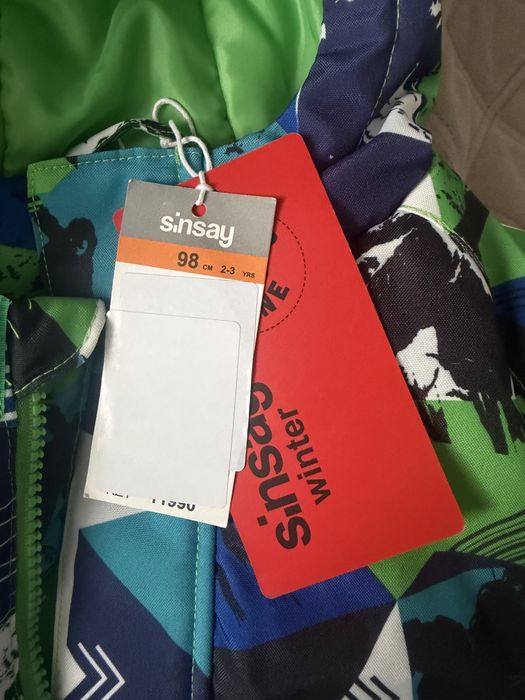 sinsay
98 CM 2-3 YRS
11990
sinsay
winter